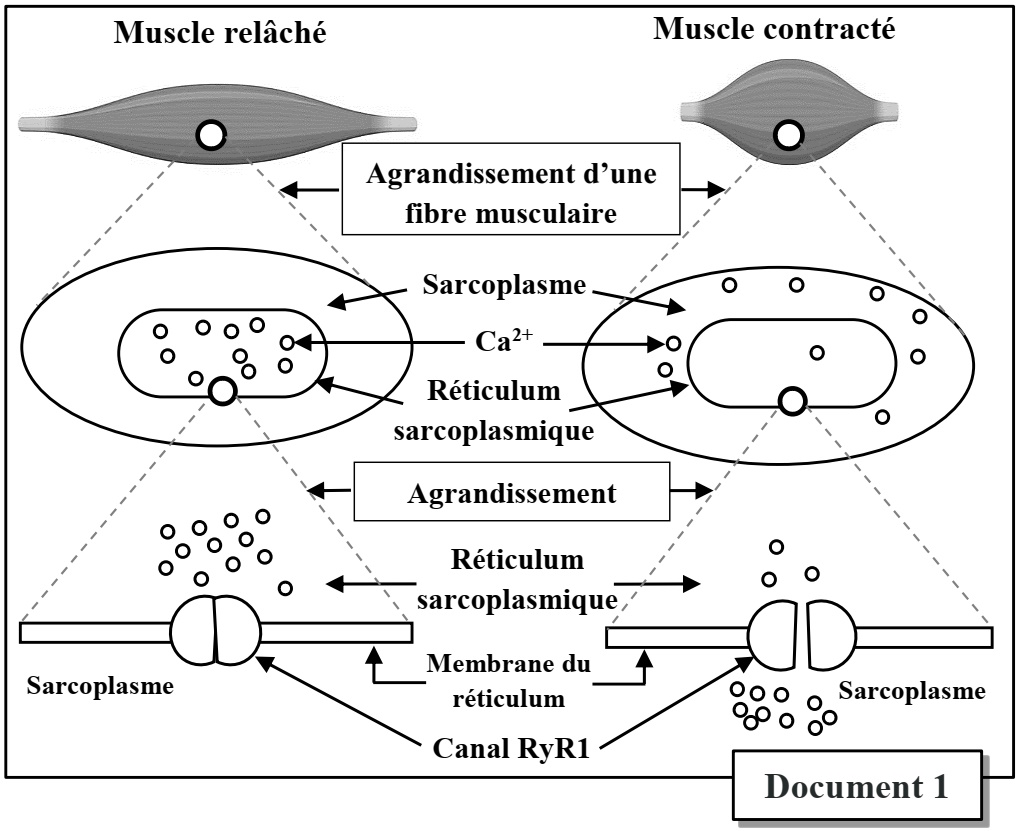 Muscle relâché
Muscle contracté
Agrandissement d’une
fibre musculaire
Sarcoplasme
Ca²⁺
Réticulum
sarcoplasmique
Agrandissement
Réticulum
sarcoplasmique
Sarcoplasme
Membrane du
réticulum
Sarcoplasme
Canal RyR1
Document 1